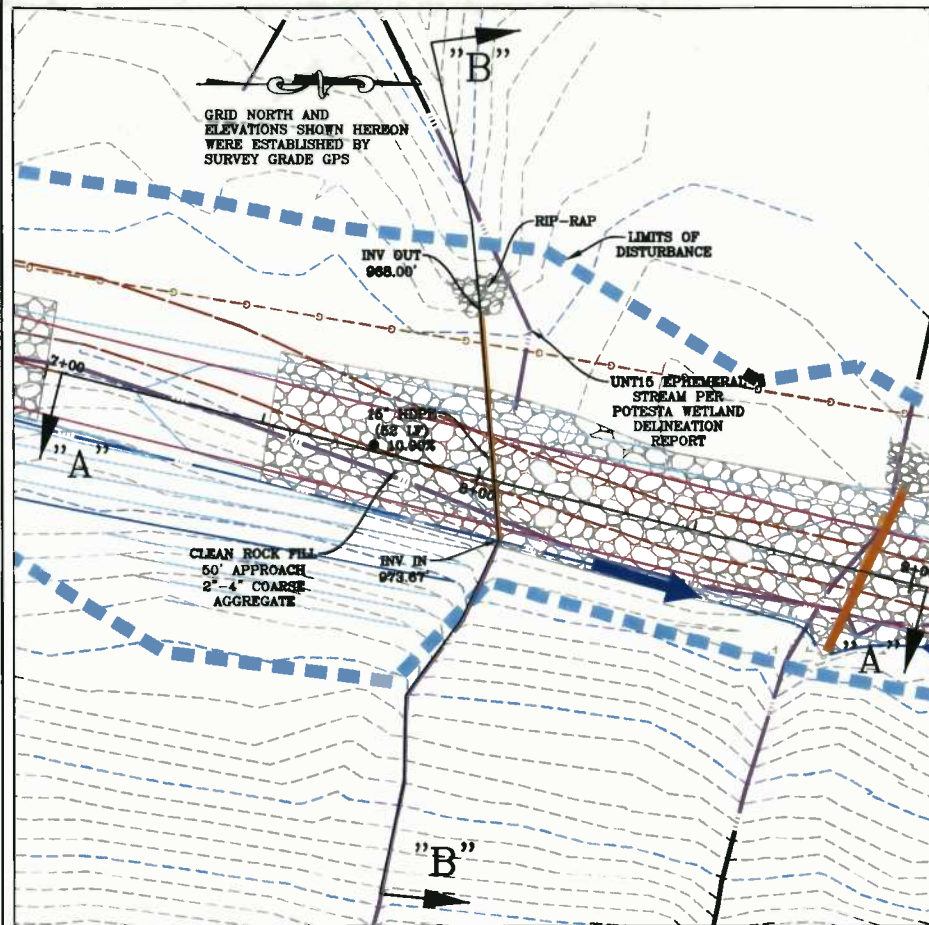 "B"
GRID NORTH AND
ELEVATIONS SHOWN HEREON
WERE ESTABLISHED BY
SURVEY GRADE GPS
RIP-RAP
LIMITS OF
DISTURBANCE
INV OUT
968.00'
7+00
"A"
UNT15 EPHEMERAL
STREAM PER
POTESTA WETLAND
DELINEATION
REPORT
15" HDPE
(52 LF)
@ 10.90%
8+00
CLEAN ROCK FILL
50' APPROACH
2"-4" COARSE
AGGREGATE
INV IN
973.67'
9+00
"A"
"B"